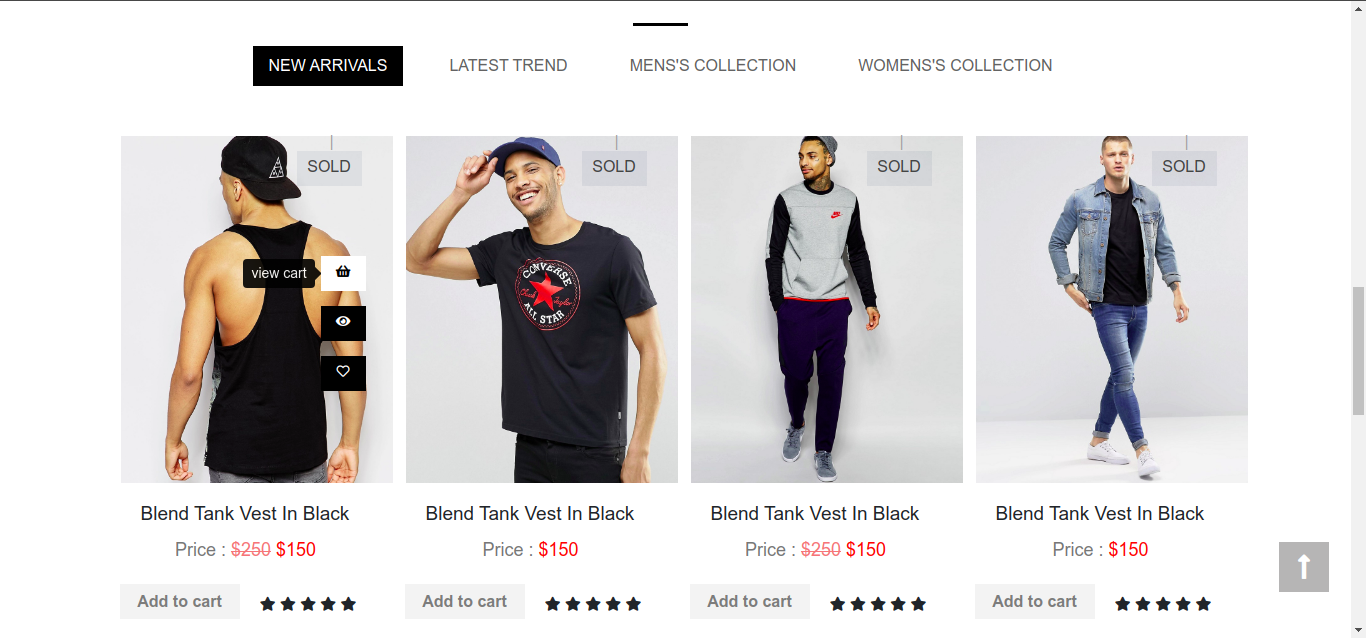 NEW ARRIVALS LATEST TREND MENS'S COLLECTION WOMENS'S COLLECTION
SOLD SOLD SOLD SOLD
view cart
CONVERSE
Chuck Taylor
ALL STAR
Blend Tank Vest In Black Blend Tank Vest In Black Blend Tank Vest In Black Blend Tank Vest In Black
Price : $250 $150 Price : $150 Price : $250 $150 Price : $150
Add to cart Add to cart Add to cart Add to cart